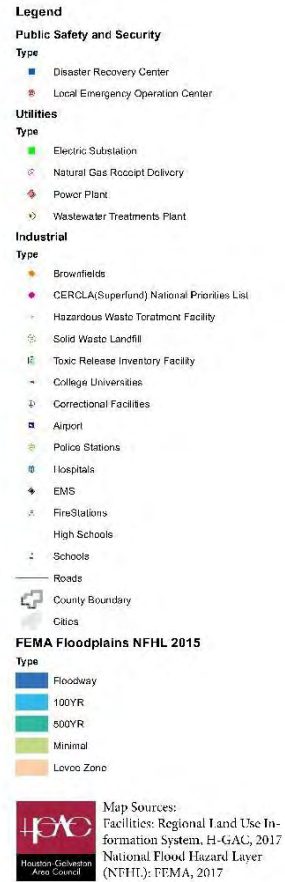 Legend
Public Safety and Security
Type
Disaster Recovery Center
Local Emergency Operation Center
Utilities
Type
Electric Substation
Natural Gas Receipt Delivery
Power Plant
Wastewater Treatments Plant
Industrial
Type
Brownfields
CERCLA(Superfund) National Priorities List
Hazardous Waste Toratment Facility
Solid Waste Landfill
Toxic Release Inventory Facility
College Universities
Correctional Facilities
Airport
Police Stations
Hospitals
EMS
FireStations
High Schools
Schools
Roads
County Boundary
Cities
FEMA Floodplains NFHL 2015
Type
Floodway
100YR
500YR
Minimal
Levee Zone
H-GAC
Houston-Galveston
Area Council
Map Sources:
Facilities: Regional Land Use In-
formation System, H-GAC, 2017
National Flood Hazard Layer
(NFHL): FEMA, 2017